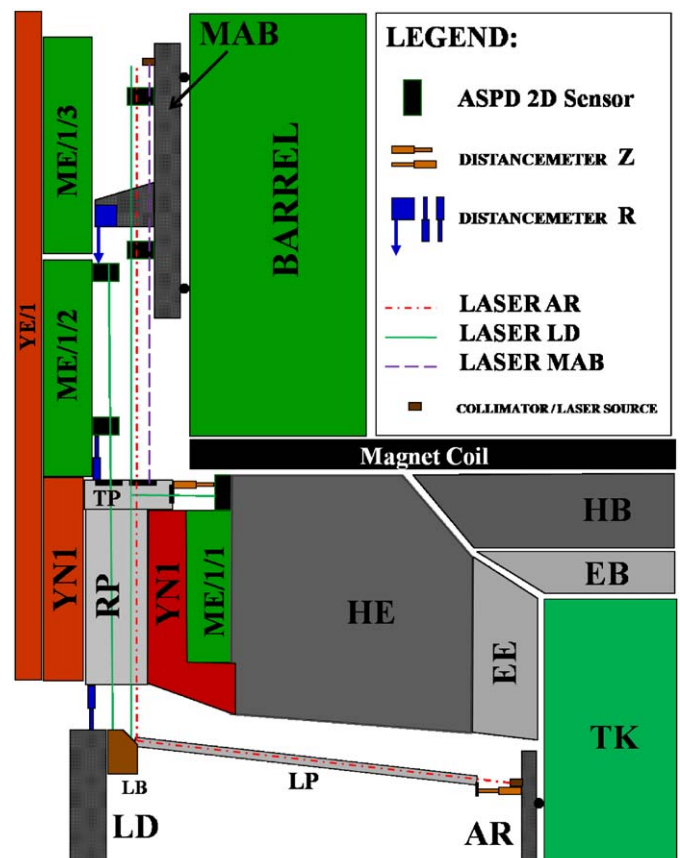 MAB
LEGEND:
ASPD 2D Sensor
DISTANCEMETER Z
DISTANCEMETER R
LASER AR
LASER LD
LASER MAB
COLLIMATOR / LASER SOURCE
ME/1/3
BARREL
YE/1
ME/1/2
Magnet Coil
TP
HB
YN1
RP
YN1
ME/1/1
HE
EB
EE
TK
LB
LP
LD
AR